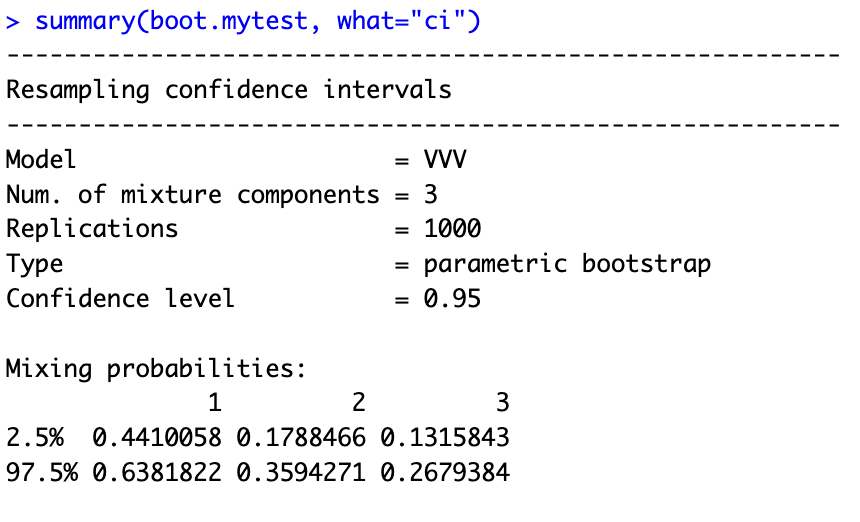 > summary(boot.mytest, what="ci")
----------------------------------------------------------
Resampling confidence intervals
----------------------------------------------------------
Model                      = VVV
Num. of mixture components = 3
Replications               = 1000
Type                       = parametric bootstrap
Confidence level           = 0.95

Mixing probabilities:
              1         2         3
2.5%  0.4410058 0.1788466 0.1315843
97.5% 0.6381822 0.3594271 0.2679384